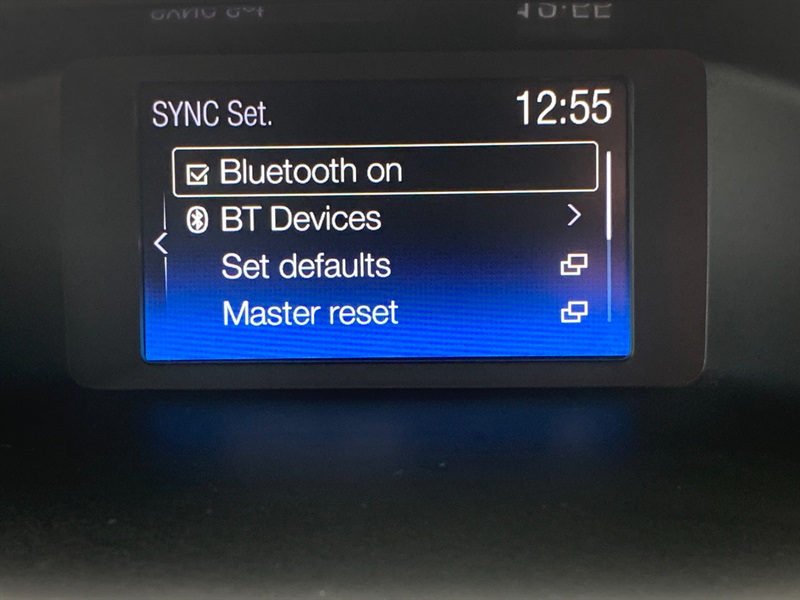 SYNC Set. 12:55
Bluetooth on
BT Devices
Set defaults
Master reset